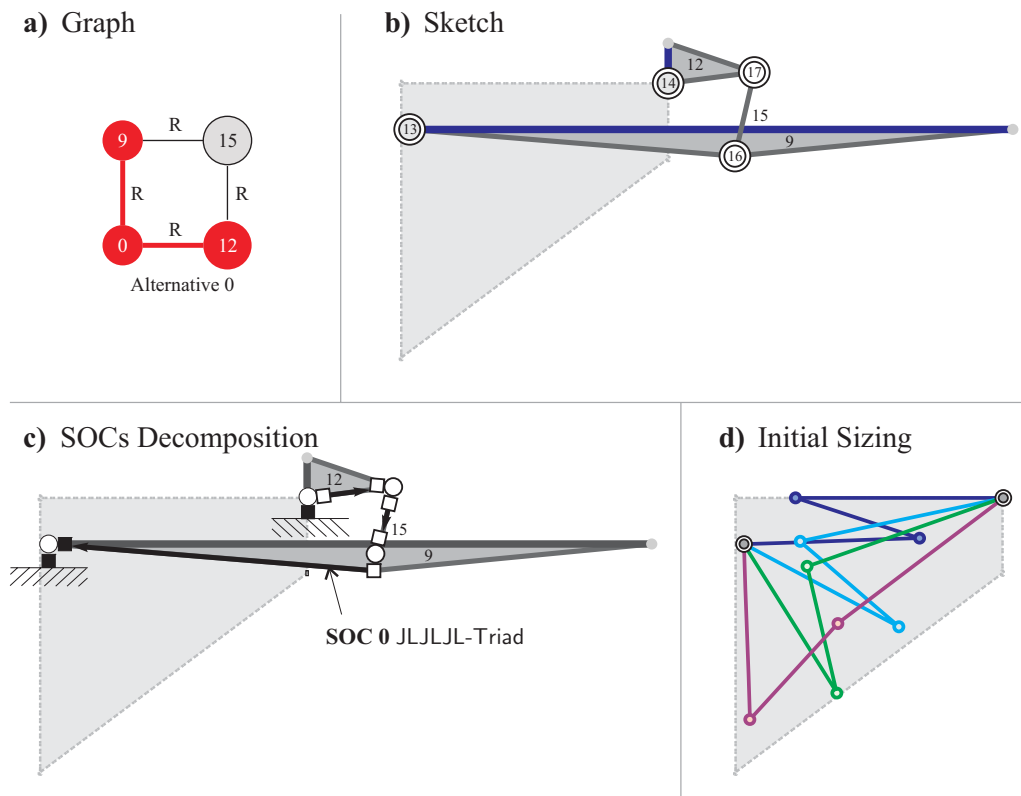 a) Graph
9
R
15
R
R
0
R
12
Alternative 0
b) Sketch
12
17
14
15
13
16
9
c) SOCs Decomposition
12
15
9
SOC 0 JLJLJL-Triad
d) Initial Sizing